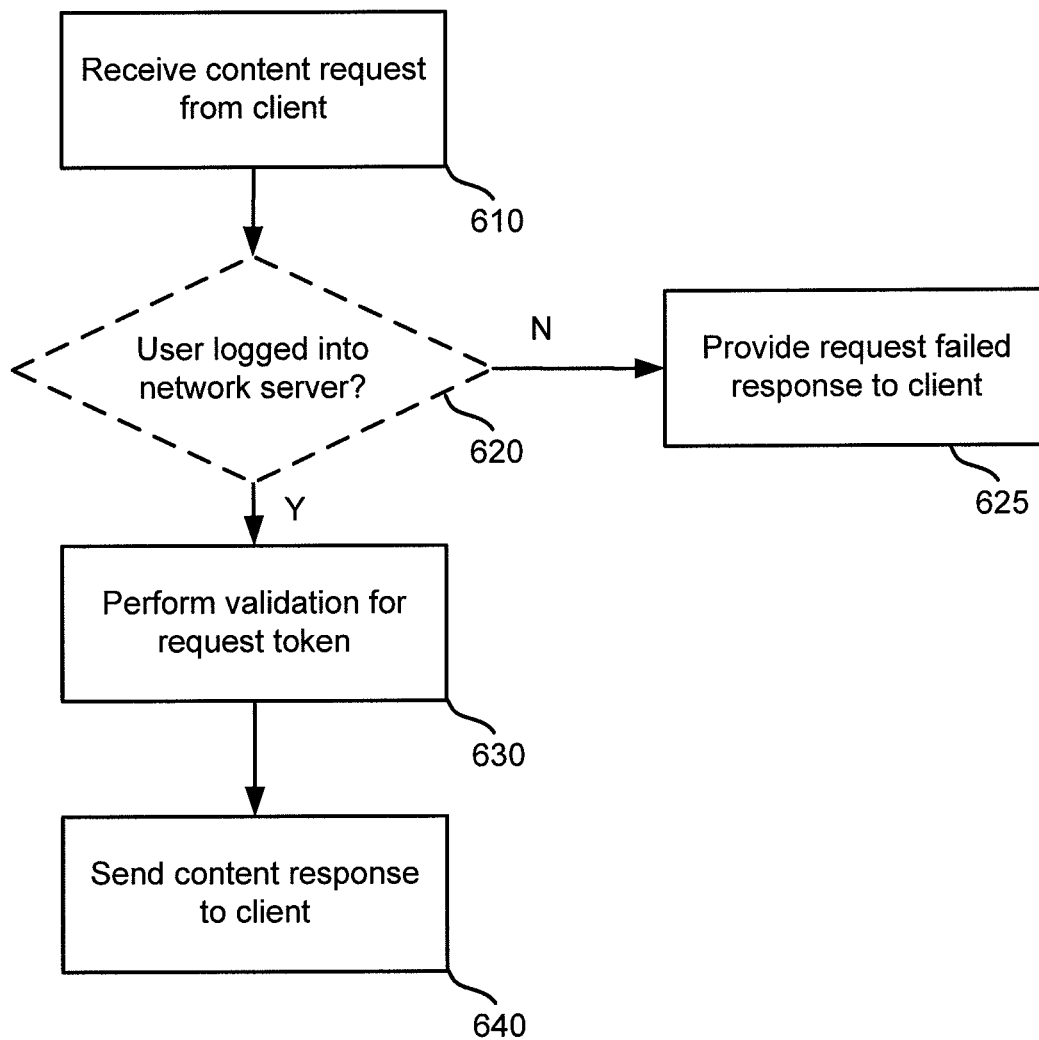 Receive content request
from client
610
User logged into
network server?
N
620
Provide request failed
response to client
625
Y
Perform validation for
request token
630
Send content response
to client
640